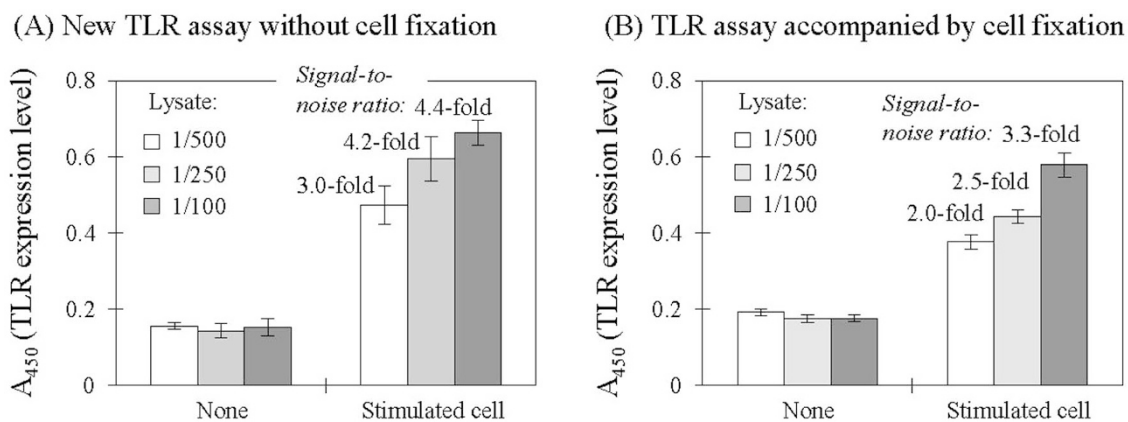 (A) New TLR assay without cell fixation
A450 (TLR expression level)
0.8
0.6
0.4
0.2
0
Lysate:
1/500
1/250
1/100
Signal-to-
noise ratio: 4.4-fold
4.2-fold
3.0-fold
None
Stimulated cell
(B) TLR assay accompanied by cell fixation
A450 (TLR expression level)
0.8
0.6
0.4
0.2
0
Lysate:
1/500
1/250
1/100
Signal-to-
noise ratio: 3.3-fold
2.5-fold
2.0-fold
None
Stimulated cell